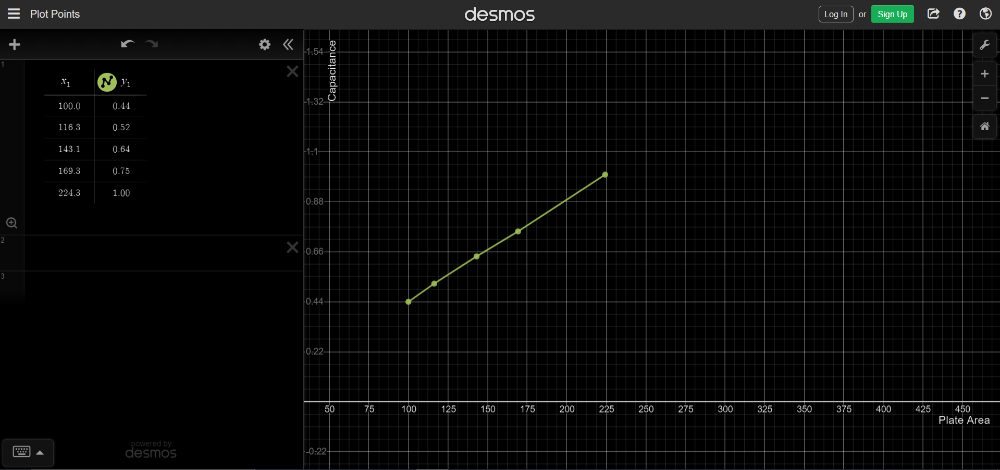 Plot Points
desmos
Log In or Sign Up
1
x₁ y₁
100.0 0.44
116.3 0.52
143.1 0.64
169.3 0.75
224.3 1.00
2
3
powered by
desmos
Capacitance
1.54
1.32
1.1
0.88
0.66
0.44
0.22
-0.22
50 75 100 125 150 175 200 225 250 275 300 325 350 375 400 425 450
Plate Area